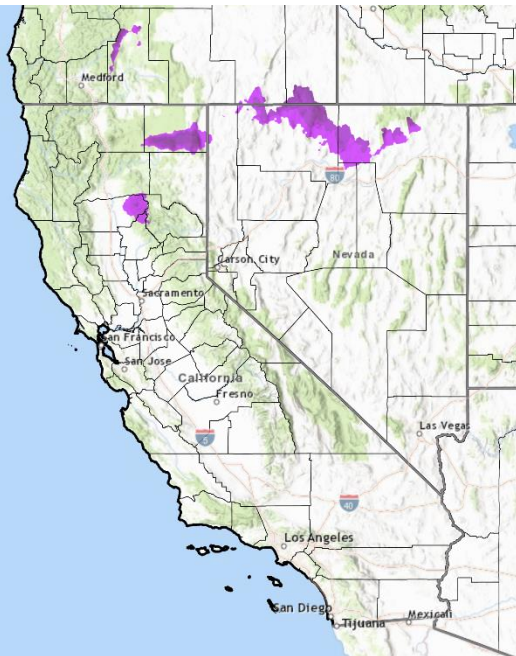 Medford
80
Carson City
Nevada
Sacramento
San Francisco
San Jose
California
Fresno
Las Vegas
5
40
Los Angeles
San Diego
Mexicali
Tijuana